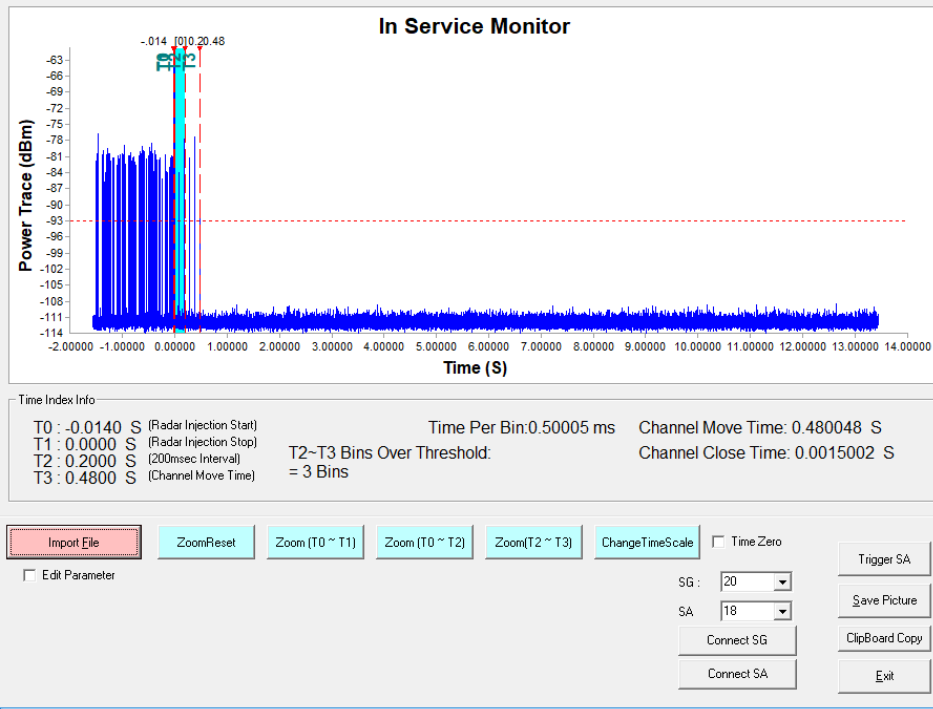 In Service Monitor
-.014 [0]0.20.48
T0 T2 T3
-63
-66
-69
-72
-75
-78
-81
-84
-87
-90
-93
-96
-99
-102
-105
-108
-111
-114
Power Trace (dBm)
-2.00000 -1.00000 0.00000 1.00000 2.00000 3.00000 4.00000 5.00000 6.00000 7.00000 8.00000 9.00000 10.00000 11.00000 12.00000 13.00000 14.00000
Time (S)
Time Index Info
T0 : -0.0140 S (Radar Injection Start)
T1 : 0.0000 S (Radar Injection Stop)
T2 : 0.2000 S (200msec Interval)
T3 : 0.4800 S (Channel Move Time)
Time Per Bin:0.50005 ms
T2~T3 Bins Over Threshold:
= 3 Bins
Channel Move Time: 0.480048 S
Channel Close Time: 0.0015002 S
Import File
ZoomReset
Zoom (T0 ~ T1)
Zoom (T0 ~ T2)
Zoom(T2 ~ T3)
ChangeTimeScale
Time Zero
Edit Parameter
SG : 20
SA 18
Connect SG
Connect SA
Trigger SA
Save Picture
ClipBoard Copy
Exit